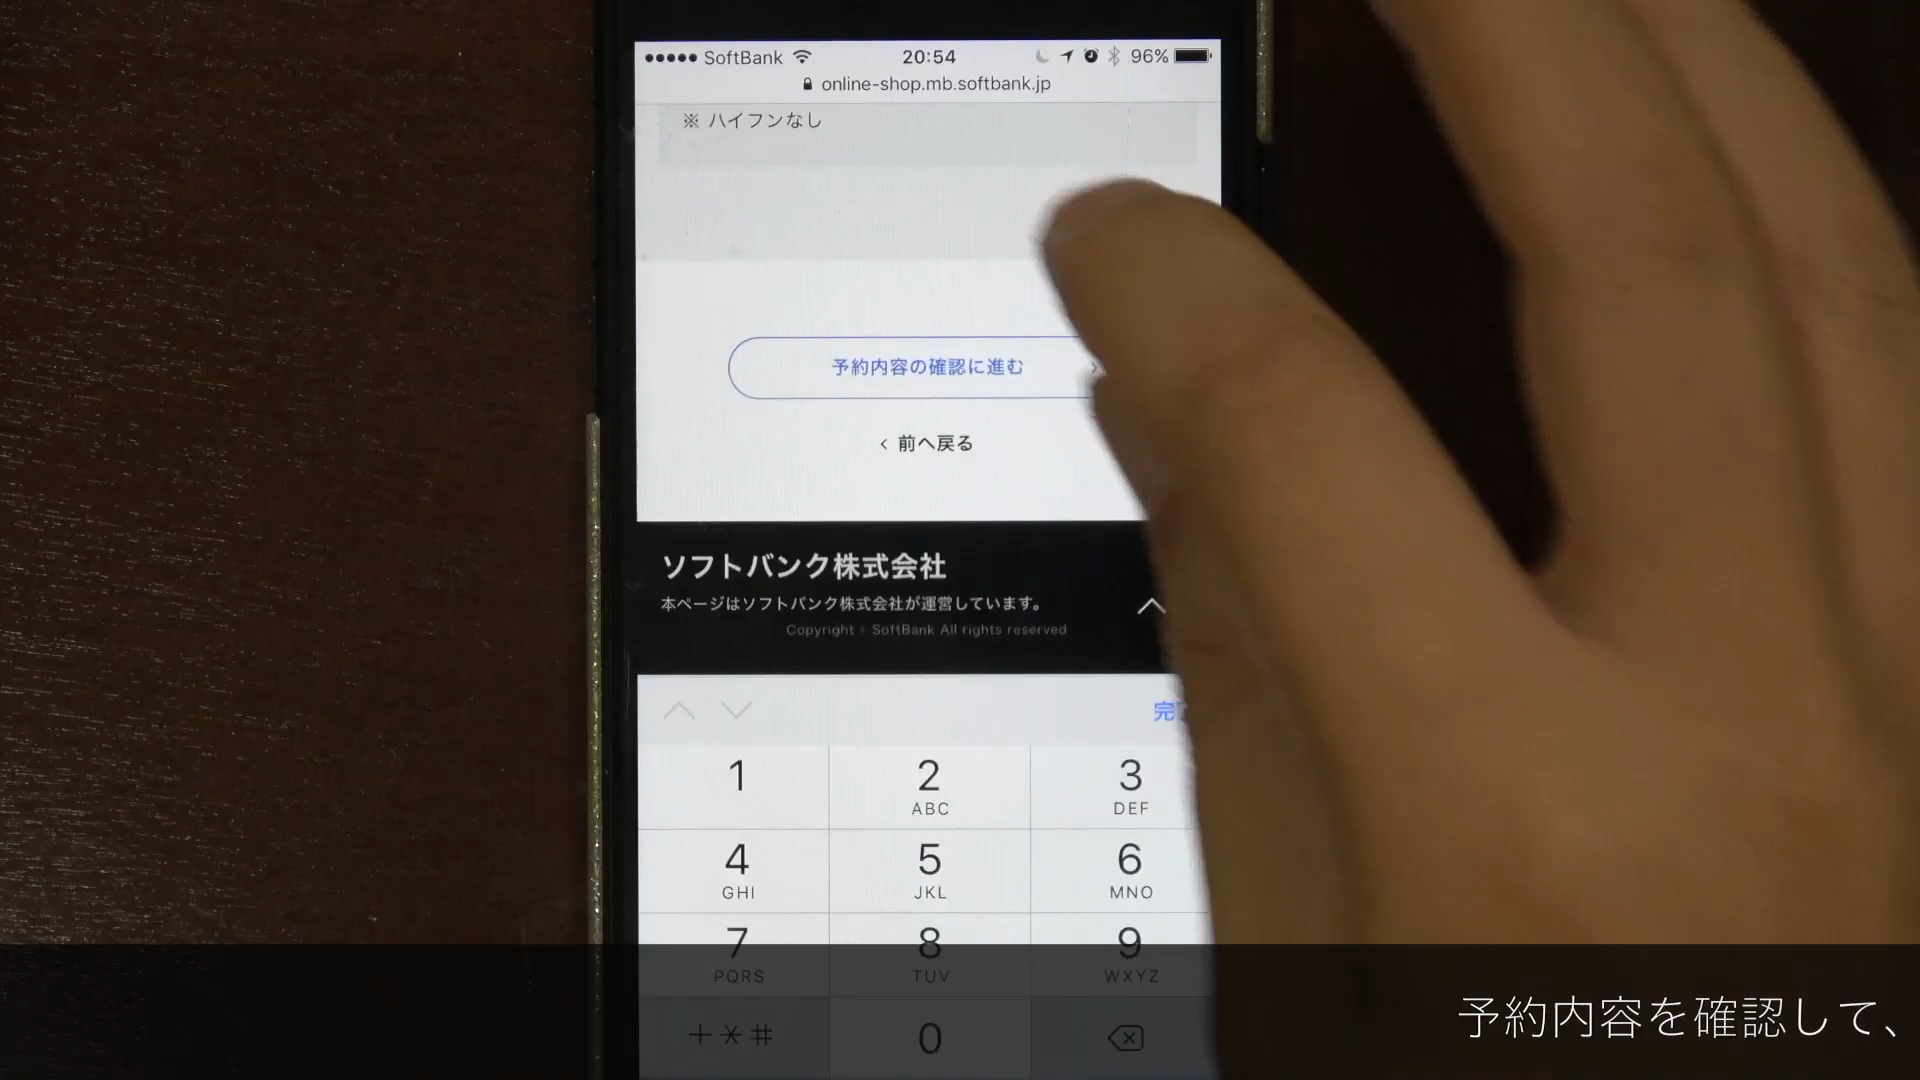 ●●●●● SoftBank 20:54 96%
online-shop.mb.softbank.jp
※ ハイフンなし
予約内容の確認に進む
前へ戻る
ソフトバンク株式会社
本ページはソフトバンク株式会社が運営しています。
Copyright © SoftBank All rights reserved
完了
1 2 3
ABC DEF
4 5 6
GHI JKL MNO
7 8 9
PQRS TUV WXYZ
+*# 0
予約内容を確認して、